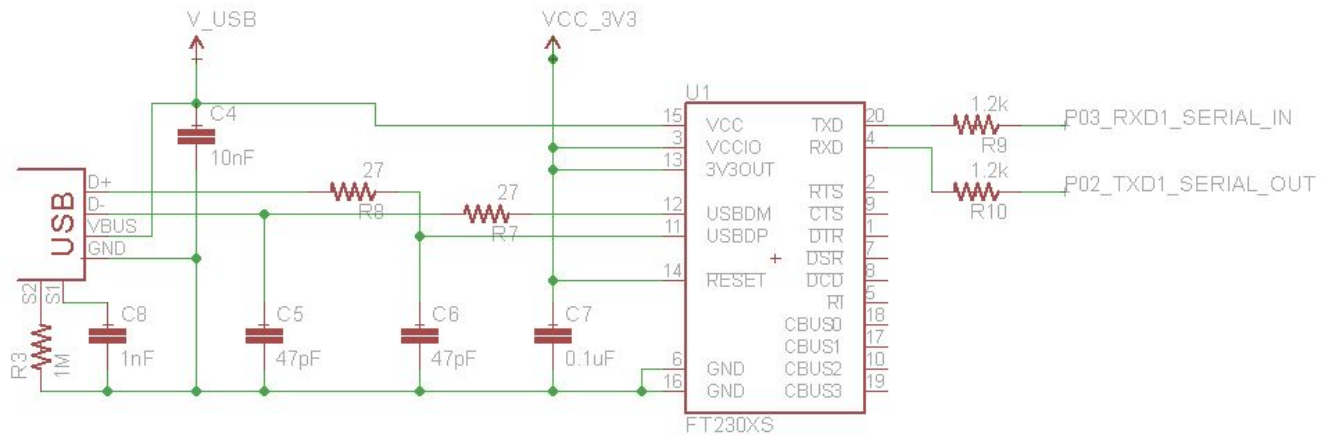 V_USB
VCC_3V3
C4
10nF
USB
D+
D-
VBUS
GND
S2
S1
R3
1M
C8
1nF
C5
47pF
C6
47pF
C7
0.1uF
27
R8
27
R7
U1
15 VCC
3 VCCIO
13 3V3OUT
12 USBDM
11 USBDP
14 RESET
6 GND
16 GND
TXD 20
RXD 4
RTS 2
CTS 9
DTR 1
DSR 7
DCD 8
RI 5
CBUS0 18
CBUS1 17
CBUS2 10
CBUS3 19
FT230XS
1.2k
R9
P03_RXD1_SERIAL_IN
1.2k
R10
P02_TXD1_SERIAL_OUT